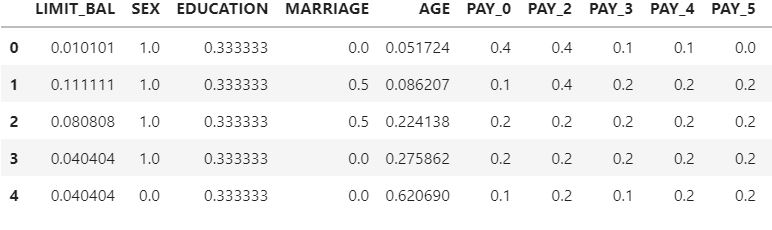 LIMIT_BAL SEX EDUCATION MARRIAGE AGE PAY_0 PAY_2 PAY_3 PAY_4 PAY_5
0 0.010101 1.0 0.333333 0.0 0.051724 0.4 0.4 0.1 0.1 0.0
1 0.111111 1.0 0.333333 0.5 0.086207 0.1 0.4 0.2 0.2 0.2
2 0.080808 1.0 0.333333 0.5 0.224138 0.2 0.2 0.2 0.2 0.2
3 0.040404 1.0 0.333333 0.0 0.275862 0.2 0.2 0.2 0.2 0.2
4 0.040404 0.0 0.333333 0.0 0.620690 0.1 0.2 0.1 0.2 0.2